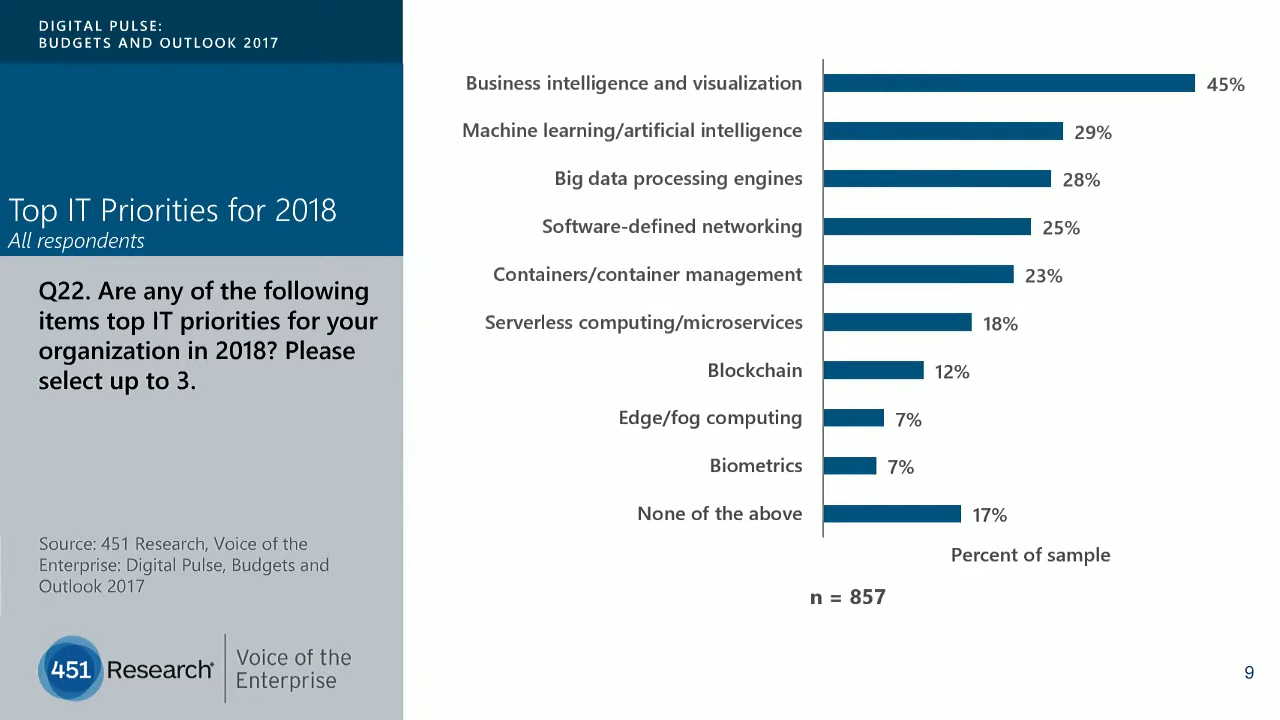 DIGITAL PULSE:
BUDGETS AND OUTLOOK 2017
Top IT Priorities for 2018
All respondents
Q22. Are any of the following
items top IT priorities for your
organization in 2018? Please
select up to 3.
Source: 451 Research, Voice of the
Enterprise: Digital Pulse, Budgets and
Outlook 2017
451 Research
Voice of the
Enterprise
Business intelligence and visualization 45%
Machine learning/artificial intelligence 29%
Big data processing engines 28%
Software-defined networking 25%
Containers/container management 23%
Serverless computing/microservices 18%
Blockchain 12%
Edge/fog computing 7%
Biometrics 7%
None of the above 17%
Percent of sample
n = 857
9